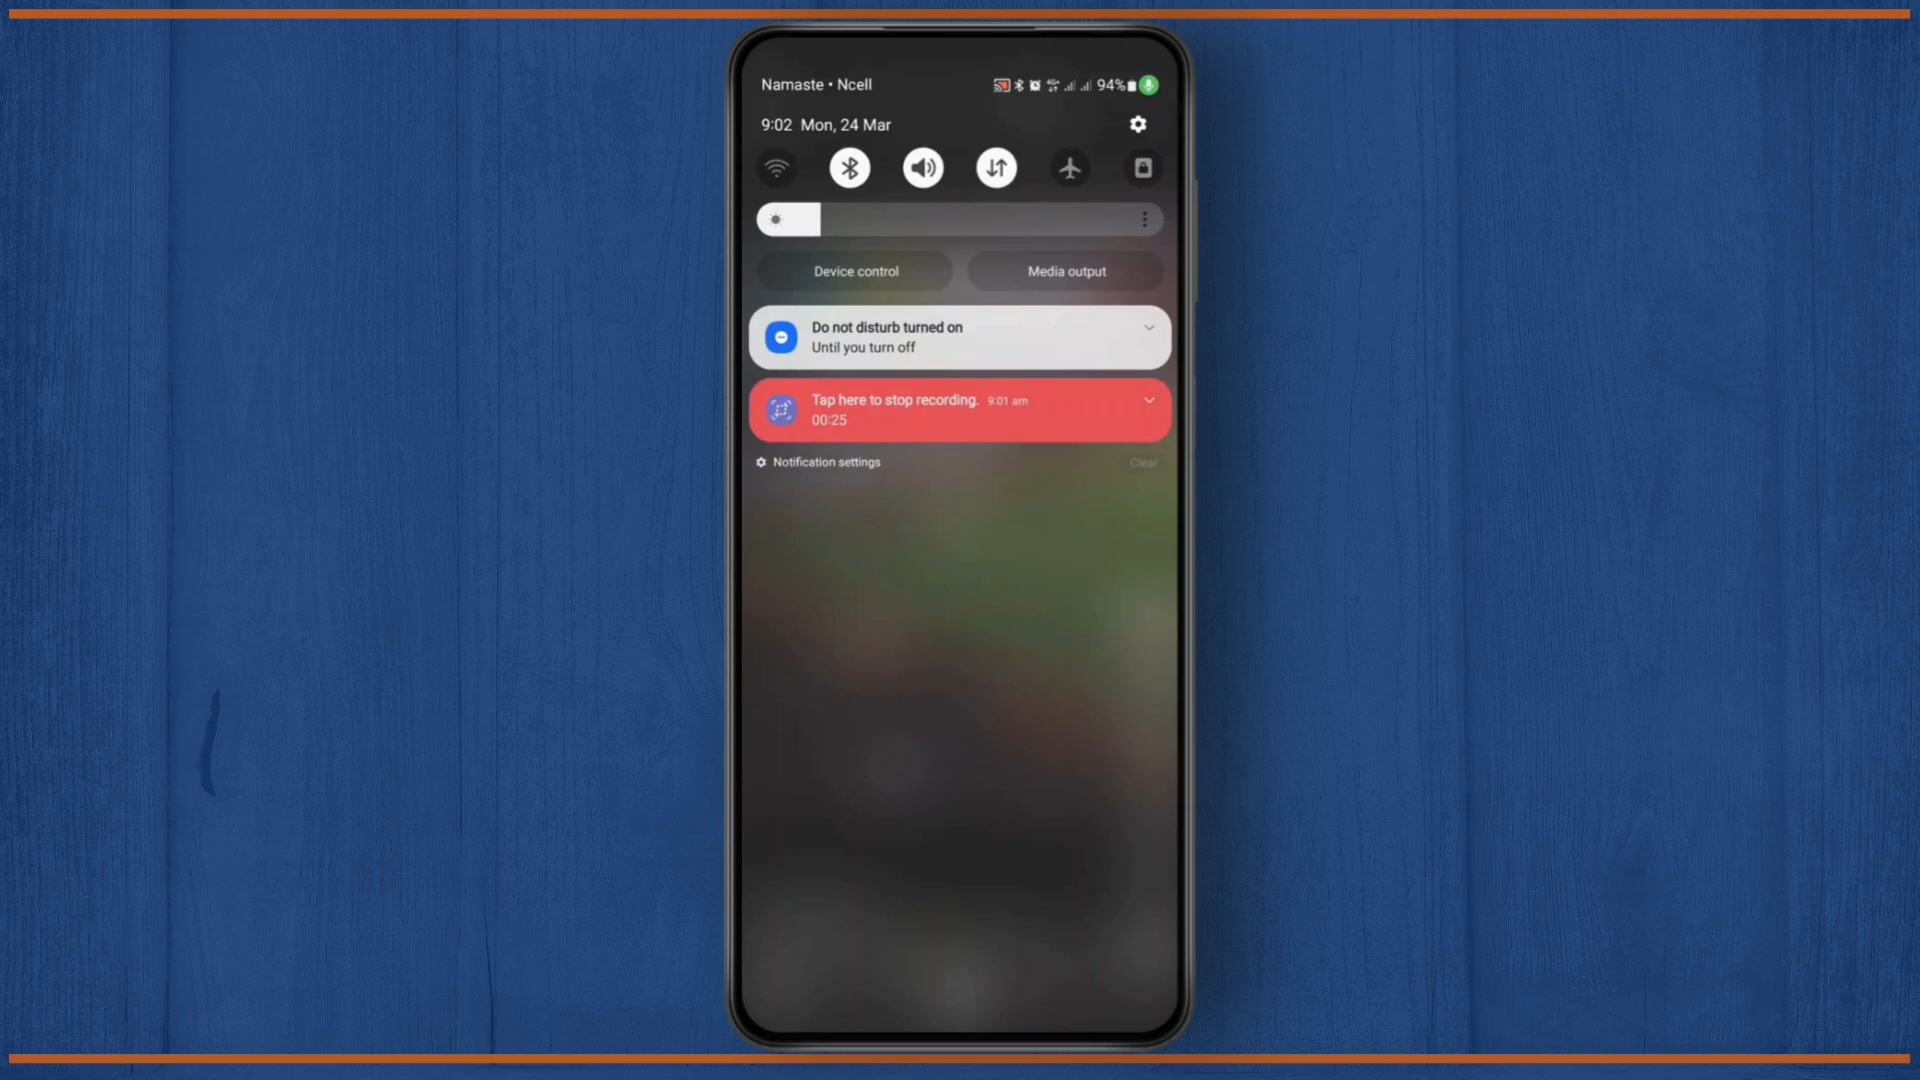 Namaste • Ncell 94%
9:02 Mon, 24 Mar
Device control Media output
Do not disturb turned on
Until you turn off
Tap here to stop recording. 9:01 am
00:25
Notification settings Clear